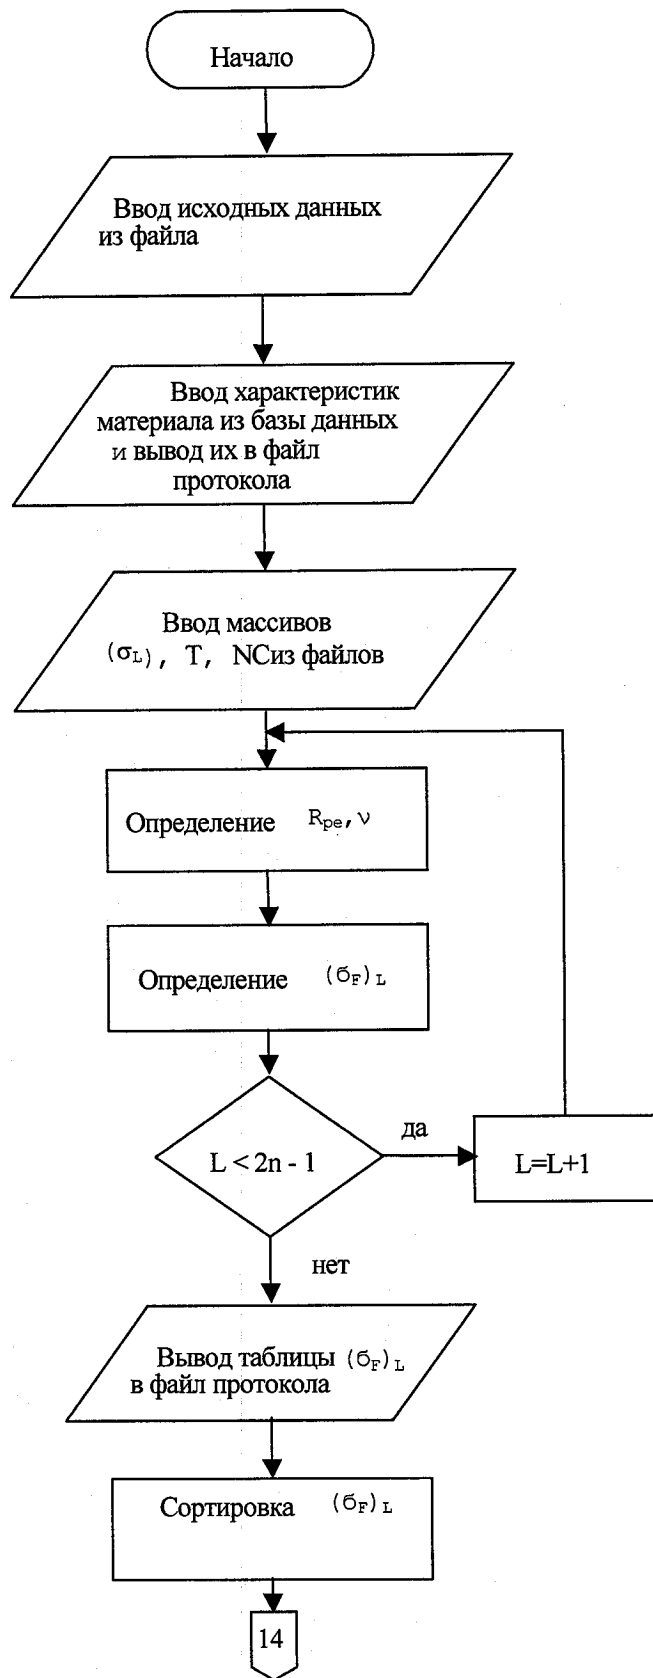 Начало
Ввод исходных данных
из файла
Ввод характеристик
материала из базы данных
и вывод их в файл
протокола
Ввод массивов
(σL), T, NCиз файлов
Определение Rpe,ν
Определение (бF)L
L < 2n - 1
да
L=L+1
нет
Вывод таблицы (бF)L
в файл протокола
Сортировка (бF)L
14